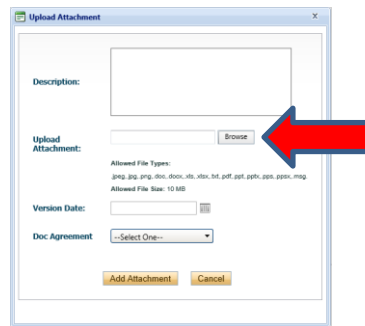 Upload Attachment X
Description:
Upload
Attachment:
Browse
Allowed File Types:
.jpeg,.jpg,.png,.doc,.docx,.xls,.xlsx,.txt,.pdf,.ppt,.pptx,.pps,.ppsx,.msg
Allowed File Size: 10 MB
Version Date:
Doc Agreement --Select One--
Add Attachment Cancel